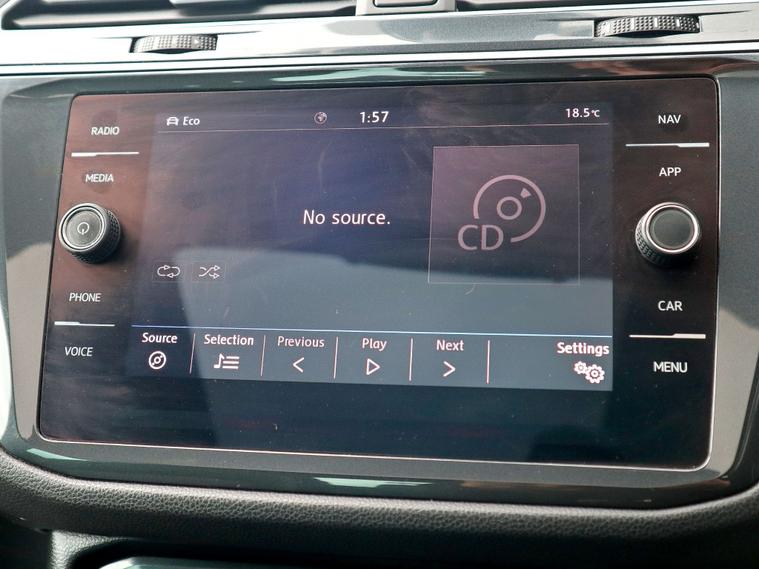 Eco 1:57 18.5°C
RADIO
MEDIA
PHONE
VOICE
No source.
CD
Source Selection Previous Play Next Settings
NAV
APP
CAR
MENU